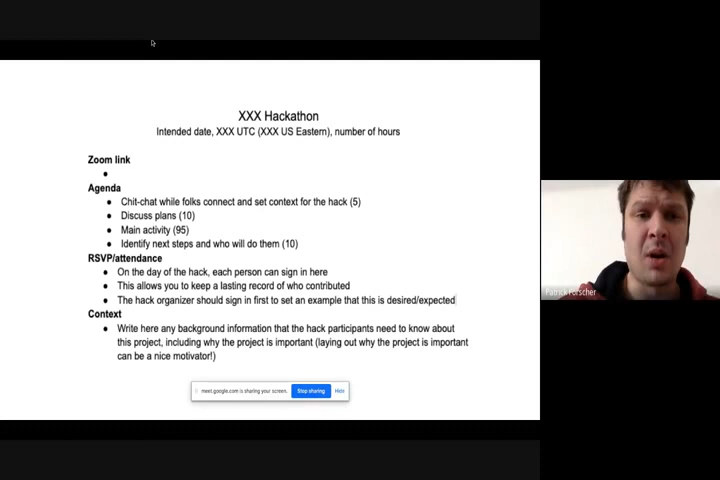 XXX Hackathon
Intended date, XXX UTC (XXX US Eastern), number of hours
Zoom link
●
Agenda
● Chit-chat while folks connect and set context for the hack (5)
● Discuss plans (10)
● Main activity (95)
● Identify next steps and who will do them (10)
RSVP/attendance
● On the day of the hack, each person can sign in here
● This allows you to keep a lasting record of who contributed
● The hack organizer should sign in first to set an example that this is desired/expected
Context
● Write here any background information that the hack participants need to know about
this project, including why the project is important (laying out why the project is important
can be a nice motivator!)
meet.google.com is sharing your screen. Stop sharing Hide
Patrick Forscher